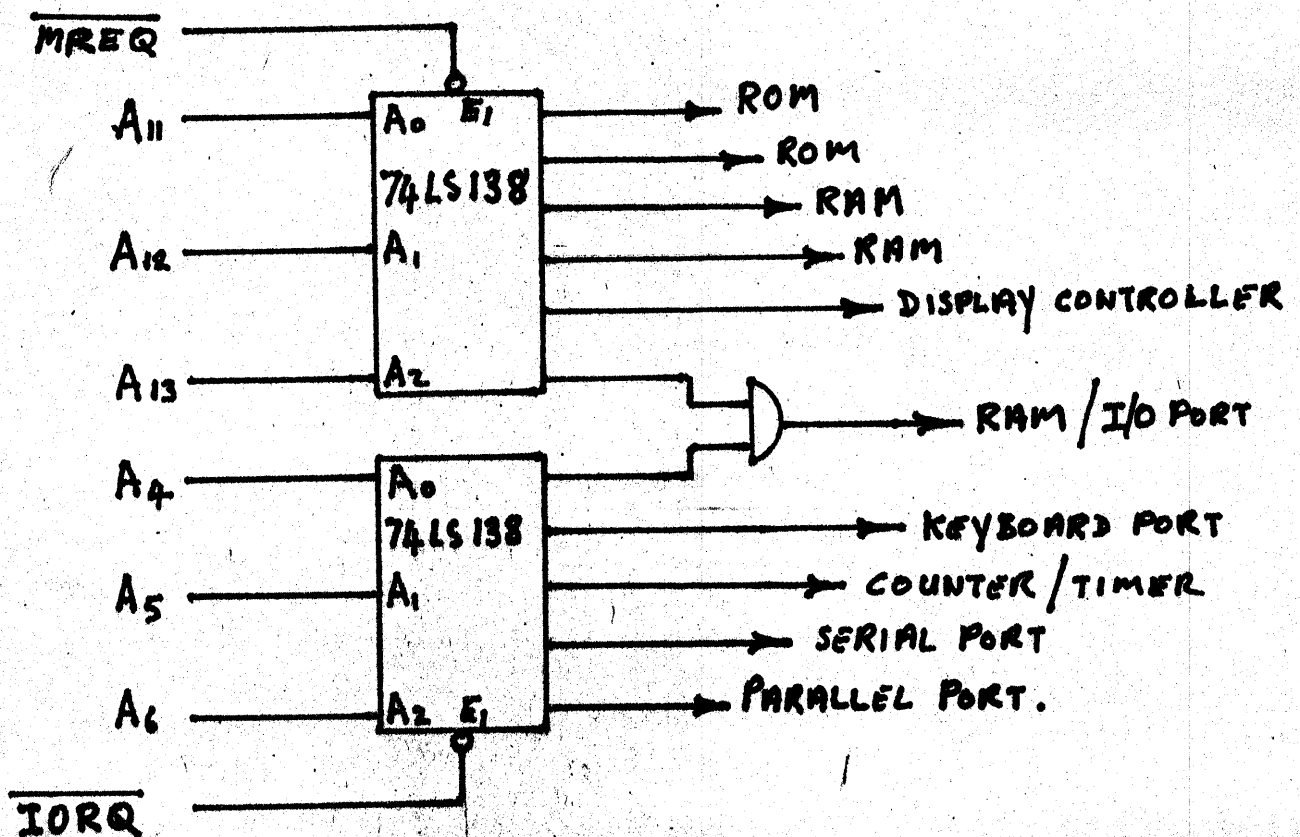 MREQ
A11
A0 E1
ROM
ROM
74LS138
RAM
A12
A1
RAM
DISPLAY CONTROLLER
A13
A2
RAM/I/O PORT
A4
A0
74LS138
KEYBOARD PORT
A5
A1
COUNTER/TIMER
SERIAL PORT
A6
A2 E1
PARALLEL PORT.
IORQ